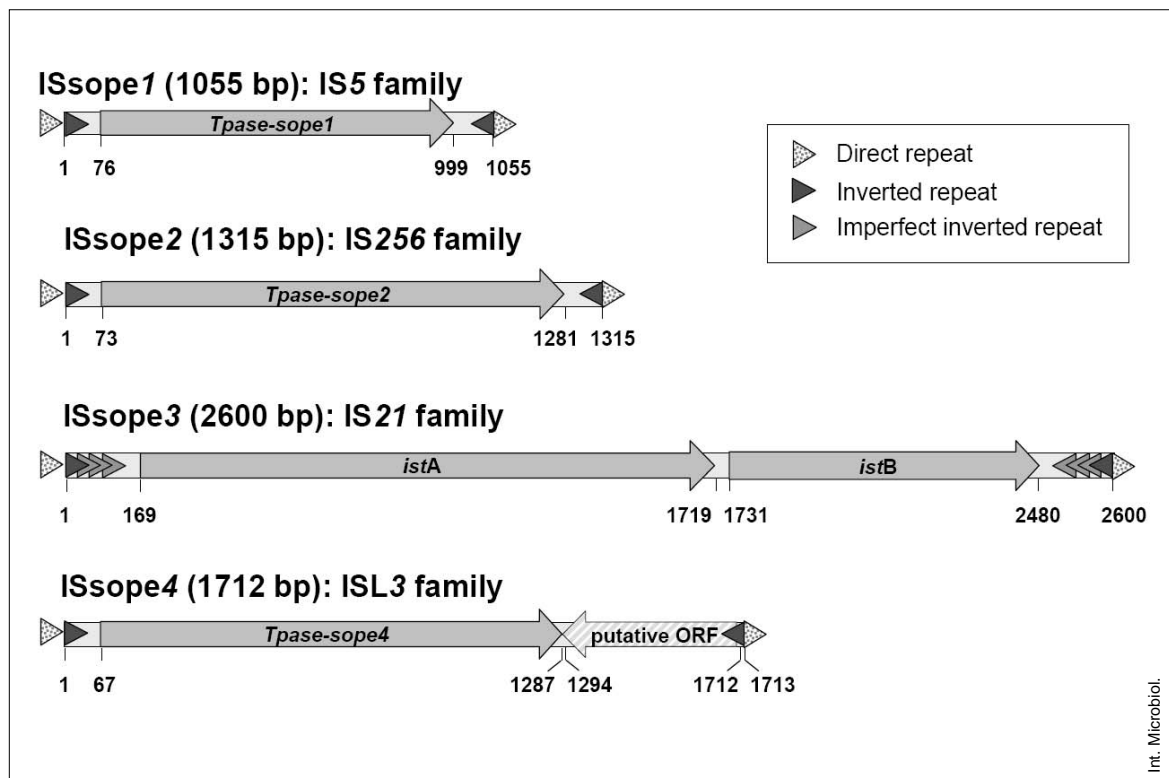 ISsope1 (1055 bp): IS5 family
Tpase-sope1
1 76 999 1055
Direct repeat
Inverted repeat
Imperfect inverted repeat
ISsope2 (1315 bp): IS256 family
Tpase-sope2
1 73 1281 1315
ISsope3 (2600 bp): IS21 family
istA istB
1 169 1719 1731 2480 2600
ISsope4 (1712 bp): ISL3 family
Tpase-sope4 putative ORF
1 67 1287 1294 1712 1713
Int. Microbiol.